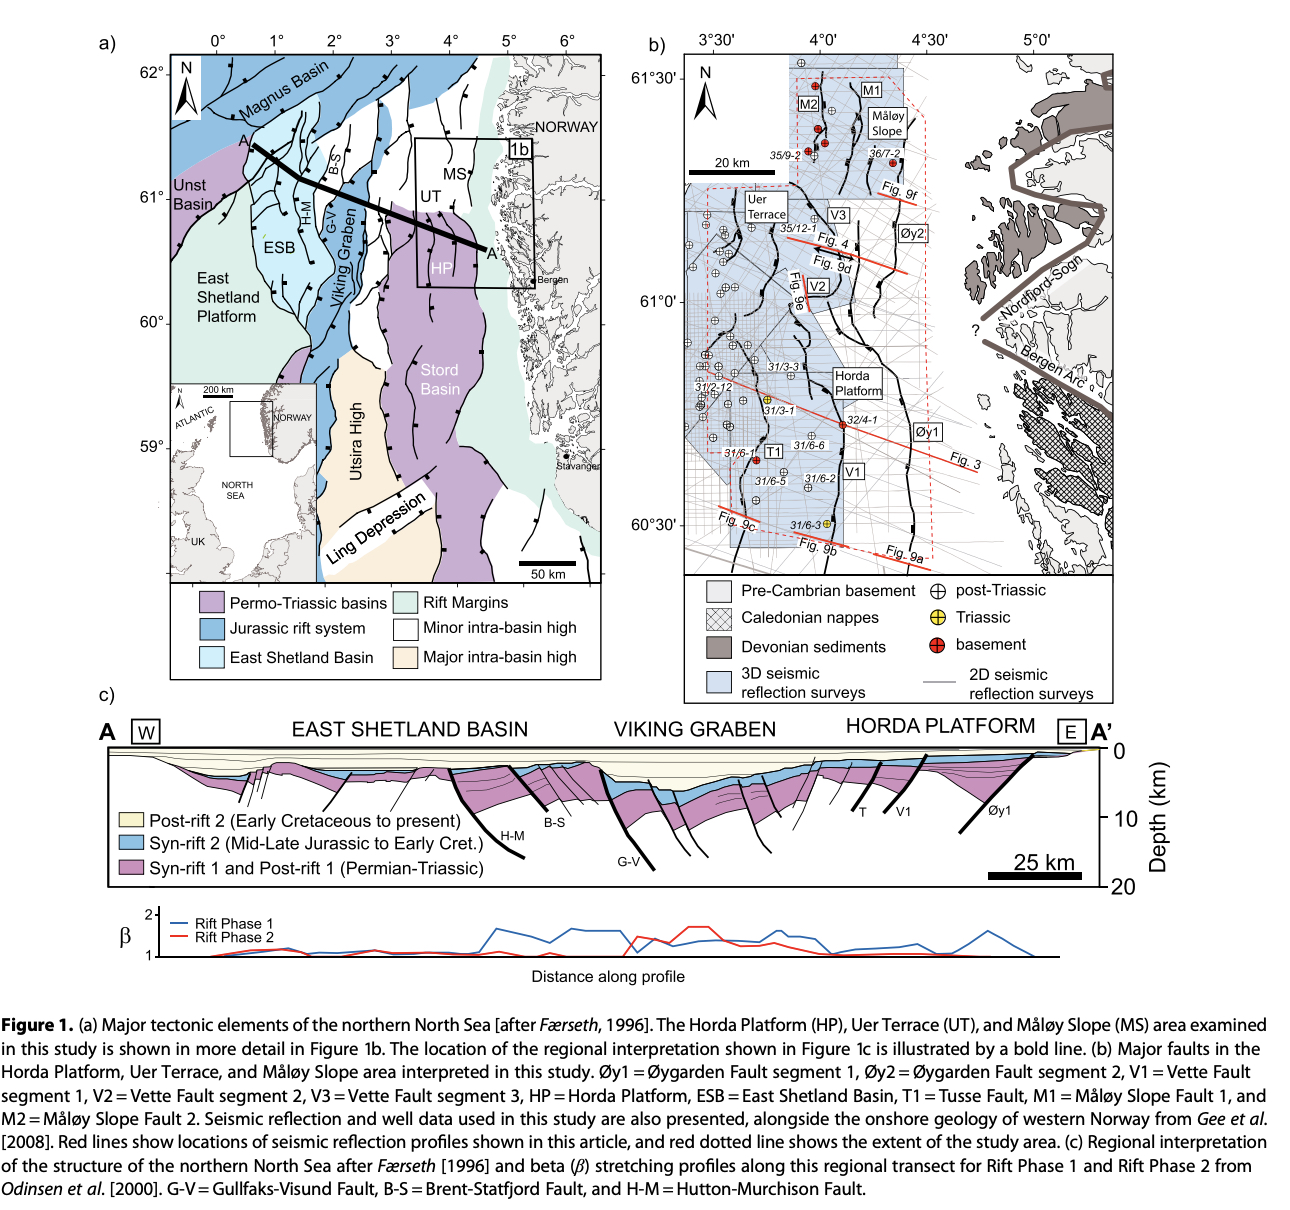 a)
0° 1° 2° 3° 4° 5° 6°
62°
61°
60°
59°
N
Magnus Basin
NORWAY
A
1b
B-S
MS
Unst
Basin
UT
H-M
G-V
ESB
Viking Graben
A'
HP
Bergen
East
Shetland
Platform
Stord
Basin
200 km
N
ATLANTIC
NORWAY
Utsira High
Stavanger
NORTH
SEA
UK
Ling Depression
50 km
Permo-Triassic basins
Rift Margins
Jurassic rift system
Minor intra-basin high
East Shetland Basin
Major intra-basin high
b)
3°30' 4°0' 4°30' 5°0'
61°30'
61°0'
60°30'
N
M2
M1
Måløy
Slope
20 km
35/9-2
36/7-2
Fig. 9f
Uer
Terrace
V3
35/12-1
Øy2
Fig. 4
Fig. 9d
Fig. 9e
V2
Nordfjord-Sogn
?
Bergen Arc
31/3-3
Horda
Platform
31/2-12
31/3-1
32/4-1
Øy1
31/6-6
31/6-1
T1
Fig. 3
V1
31/6-5
31/6-2
31/6-3
Fig. 9c
Fig. 9b
Fig. 9a
Pre-Cambrian basement
post-Triassic
Caledonian nappes
Triassic
Devonian sediments
basement
3D seismic
reflection surveys
2D seismic
reflection surveys
c)
A W EAST SHETLAND BASIN VIKING GRABEN HORDA PLATFORM E A'
0
10
20
Depth (km)
Post-rift 2 (Early Cretaceous to present)
Syn-rift 2 (Mid-Late Jurassic to Early Cret.)
Syn-rift 1 and Post-rift 1 (Permian-Triassic)
H-M
B-S
G-V
T
V1
Øy1
25 km
2
β
1
Rift Phase 1
Rift Phase 2
Distance along profile
Figure 1. (a) Major tectonic elements of the northern North Sea [after Færseth, 1996]. The Horda Platform (HP), Uer Terrace (UT), and Måløy Slope (MS) area examined
in this study is shown in more detail in Figure 1b. The location of the regional interpretation shown in Figure 1c is illustrated by a bold line. (b) Major faults in the
Horda Platform, Uer Terrace, and Måløy Slope area interpreted in this study. Øy1 = Øygarden Fault segment 1, Øy2 = Øygarden Fault segment 2, V1 = Vette Fault
segment 1, V2 = Vette Fault segment 2, V3 = Vette Fault segment 3, HP = Horda Platform, ESB = East Shetland Basin, T1 = Tusse Fault, M1 = Måløy Slope Fault 1, and
M2 = Måløy Slope Fault 2. Seismic reflection and well data used in this study are also presented, alongside the onshore geology of western Norway from Gee et al.
[2008]. Red lines show locations of seismic reflection profiles shown in this article, and red dotted line shows the extent of the study area. (c) Regional interpretation
of the structure of the northern North Sea after Færseth [1996] and beta (β) stretching profiles along this regional transect for Rift Phase 1 and Rift Phase 2 from
Odinsen et al. [2000]. G-V = Gullfaks-Visund Fault, B-S = Brent-Statfjord Fault, and H-M = Hutton-Murchison Fault.